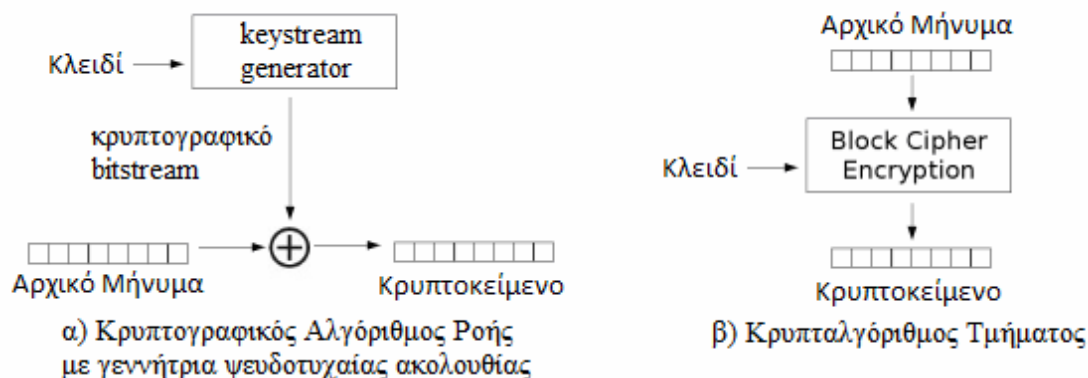 keystream
generator
Κλειδί
κρυπτογραφικό
bitstream
Αρχικό Μήνυμα
Κρυπτοκείμενο
α) Κρυπτογραφικός Αλγόριθμος Ροής
με γεννήτρια ψευδοτυχαίας ακολουθίας
Αρχικό Μήνυμα
Block Cipher
Encryption
Κλειδί
Κρυπτοκείμενο
β) Κρυπταλγόριθμος Τμήματος